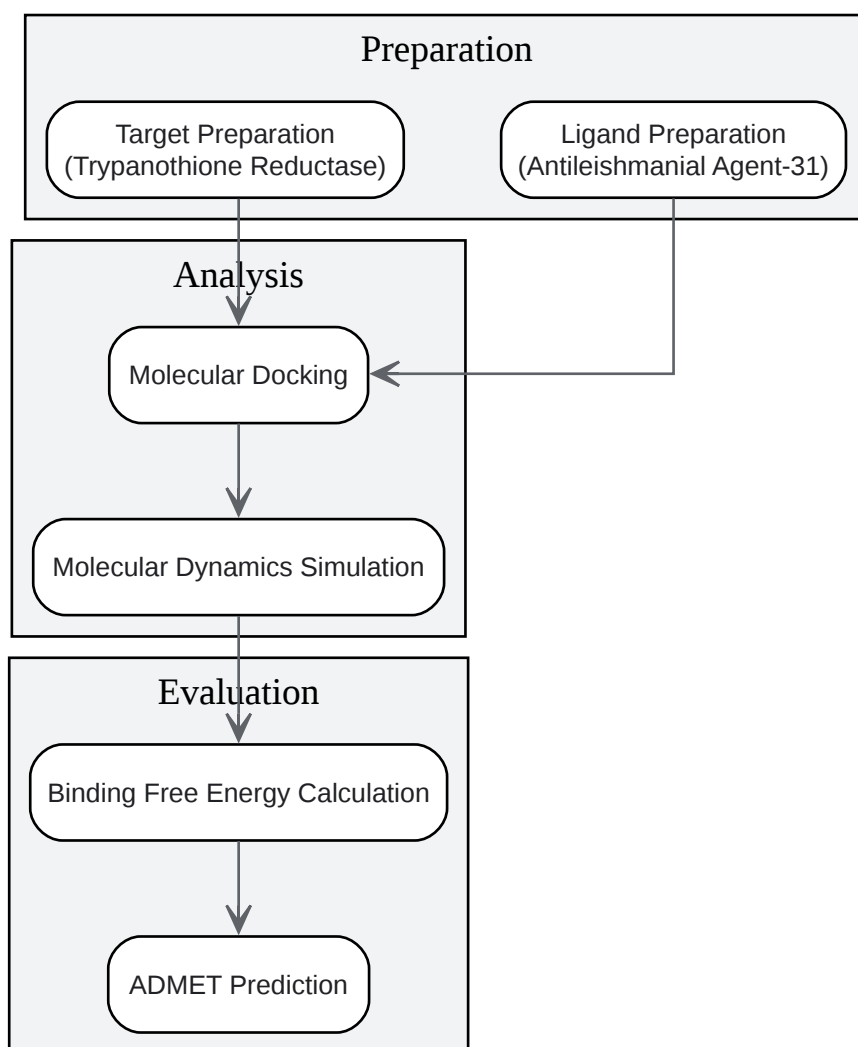 Preparation
Target Preparation
(Trypanothione Reductase)
Ligand Preparation
(Antileishmanial Agent-31)
Analysis
Molecular Docking
Molecular Dynamics Simulation
Evaluation
Binding Free Energy Calculation
ADMET Prediction